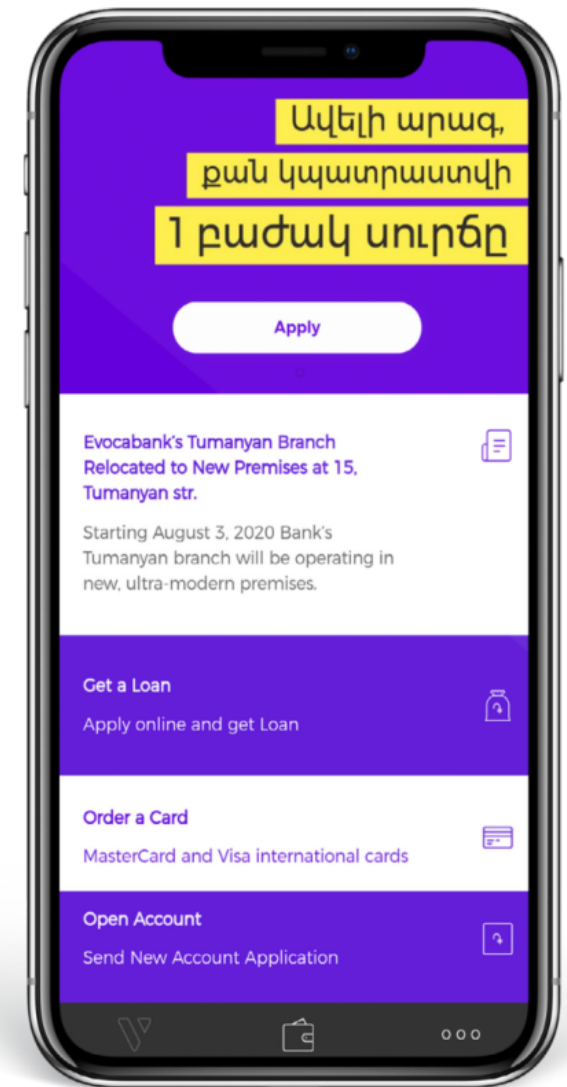 Ավելի արագ,
քան կպատրաստվի
1 բաժակ սուրճը
Apply
Evocabank's Tumanyan Branch
Relocated to New Premises at 15,
Tumanyan str.
Starting August 3, 2020 Bank's
Tumanyan branch will be operating in
new, ultra-modern premises.
Get a Loan
Apply online and get Loan
Order a Card
MasterCard and Visa international cards
Open Account
Send New Account Application